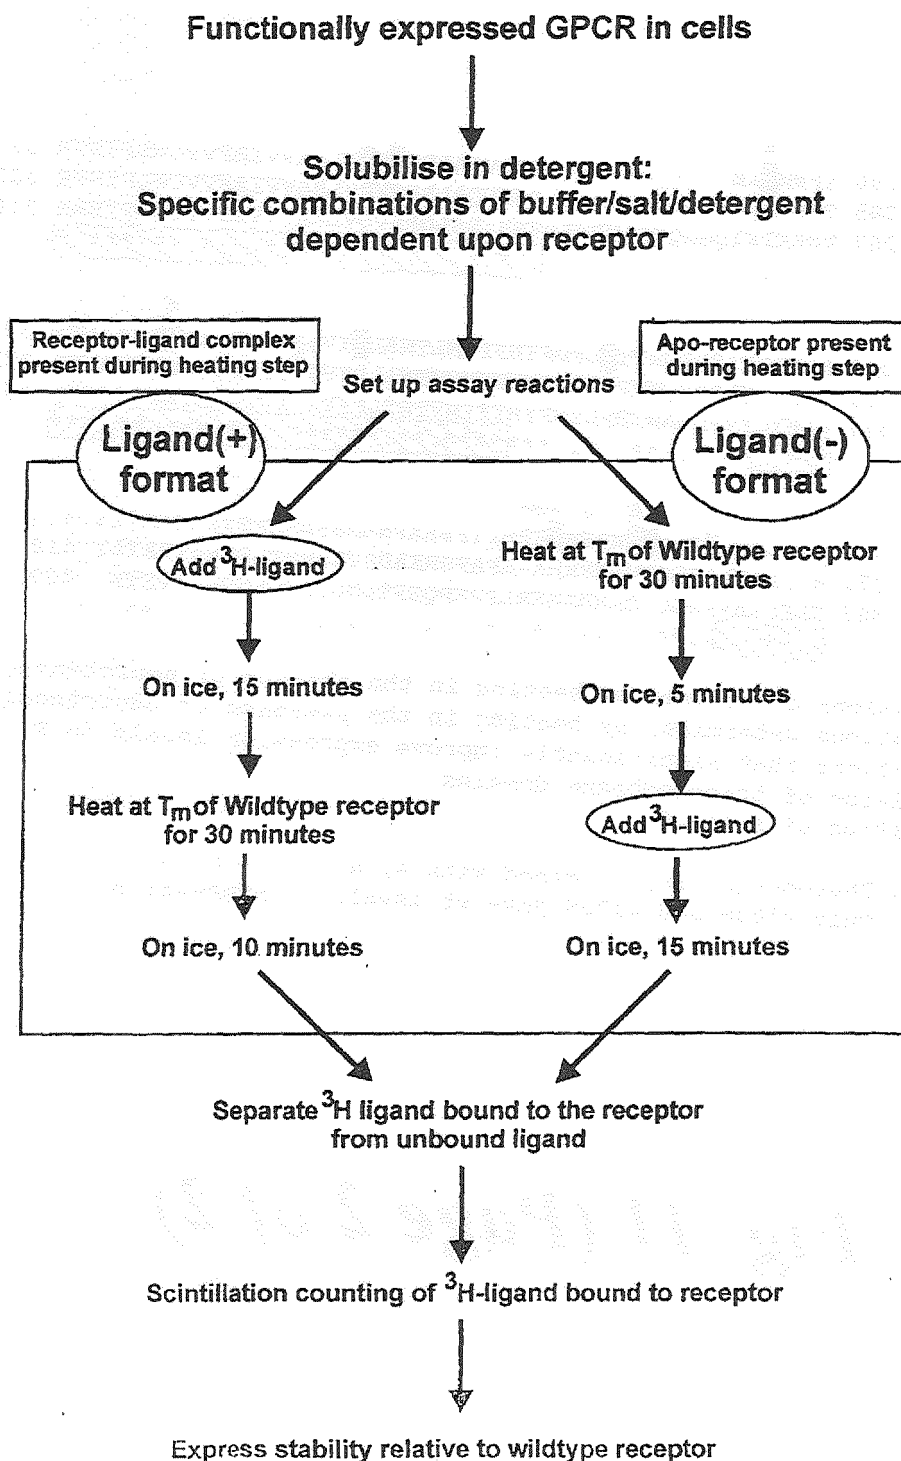 Functionally expressed GPCR in cells
Solubilise in detergent:
Specific combinations of buffer/salt/detergent
dependent upon receptor
Receptor-ligand complex
present during heating step
Apo-receptor present
during heating step
Set up assay reactions
Ligand(+)
format
Ligand(-)
format
Add ³H-ligand
On ice, 15 minutes
Heat at Tm of Wildtype receptor
for 30 minutes
On ice, 10 minutes
Heat at Tm of Wildtype receptor
for 30 minutes
On ice, 5 minutes
Add ³H-ligand
On ice, 15 minutes
Separate ³H ligand bound to the receptor
from unbound ligand
Scintillation counting of ³H-ligand bound to receptor
Express stability relative to wildtype receptor